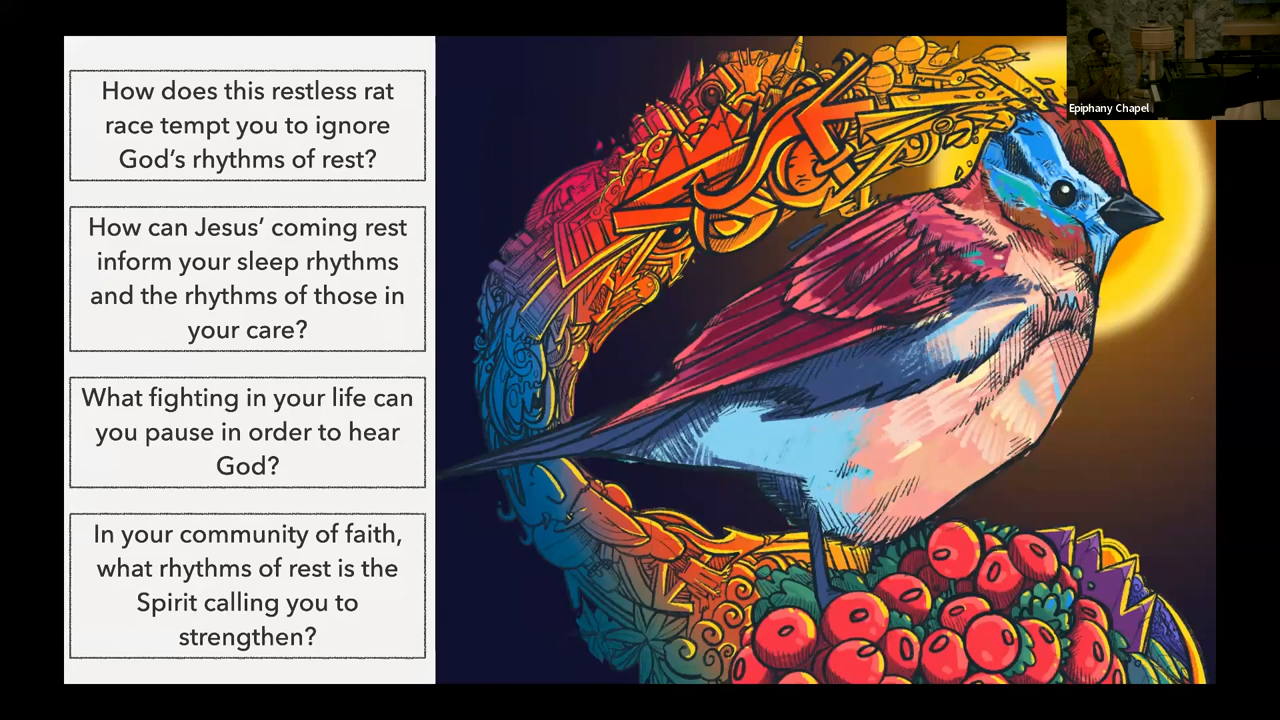 How does this restless rat
race tempt you to ignore
God's rhythms of rest?
How can Jesus' coming rest
inform your sleep rhythms
and the rhythms of those in
your care?
What fighting in your life can
you pause in order to hear
God?
In your community of faith,
what rhythms of rest is the
Spirit calling you to
strengthen?
Epiphany Chapel